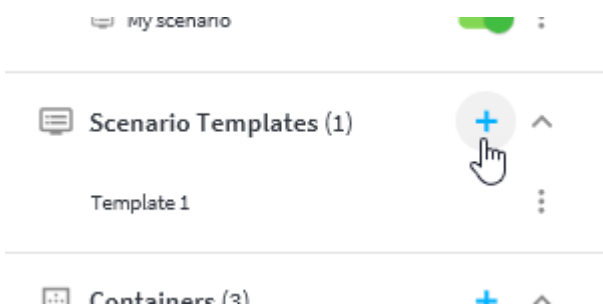 My scenario
Scenario Templates (1)
Template 1
Containers (3)